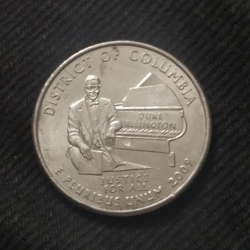 DISTRICT OF COLUMBIA
DUKE
ELLINGTON
JUSTICE
FOR ALL
E PLURIBUS UNUM 2009